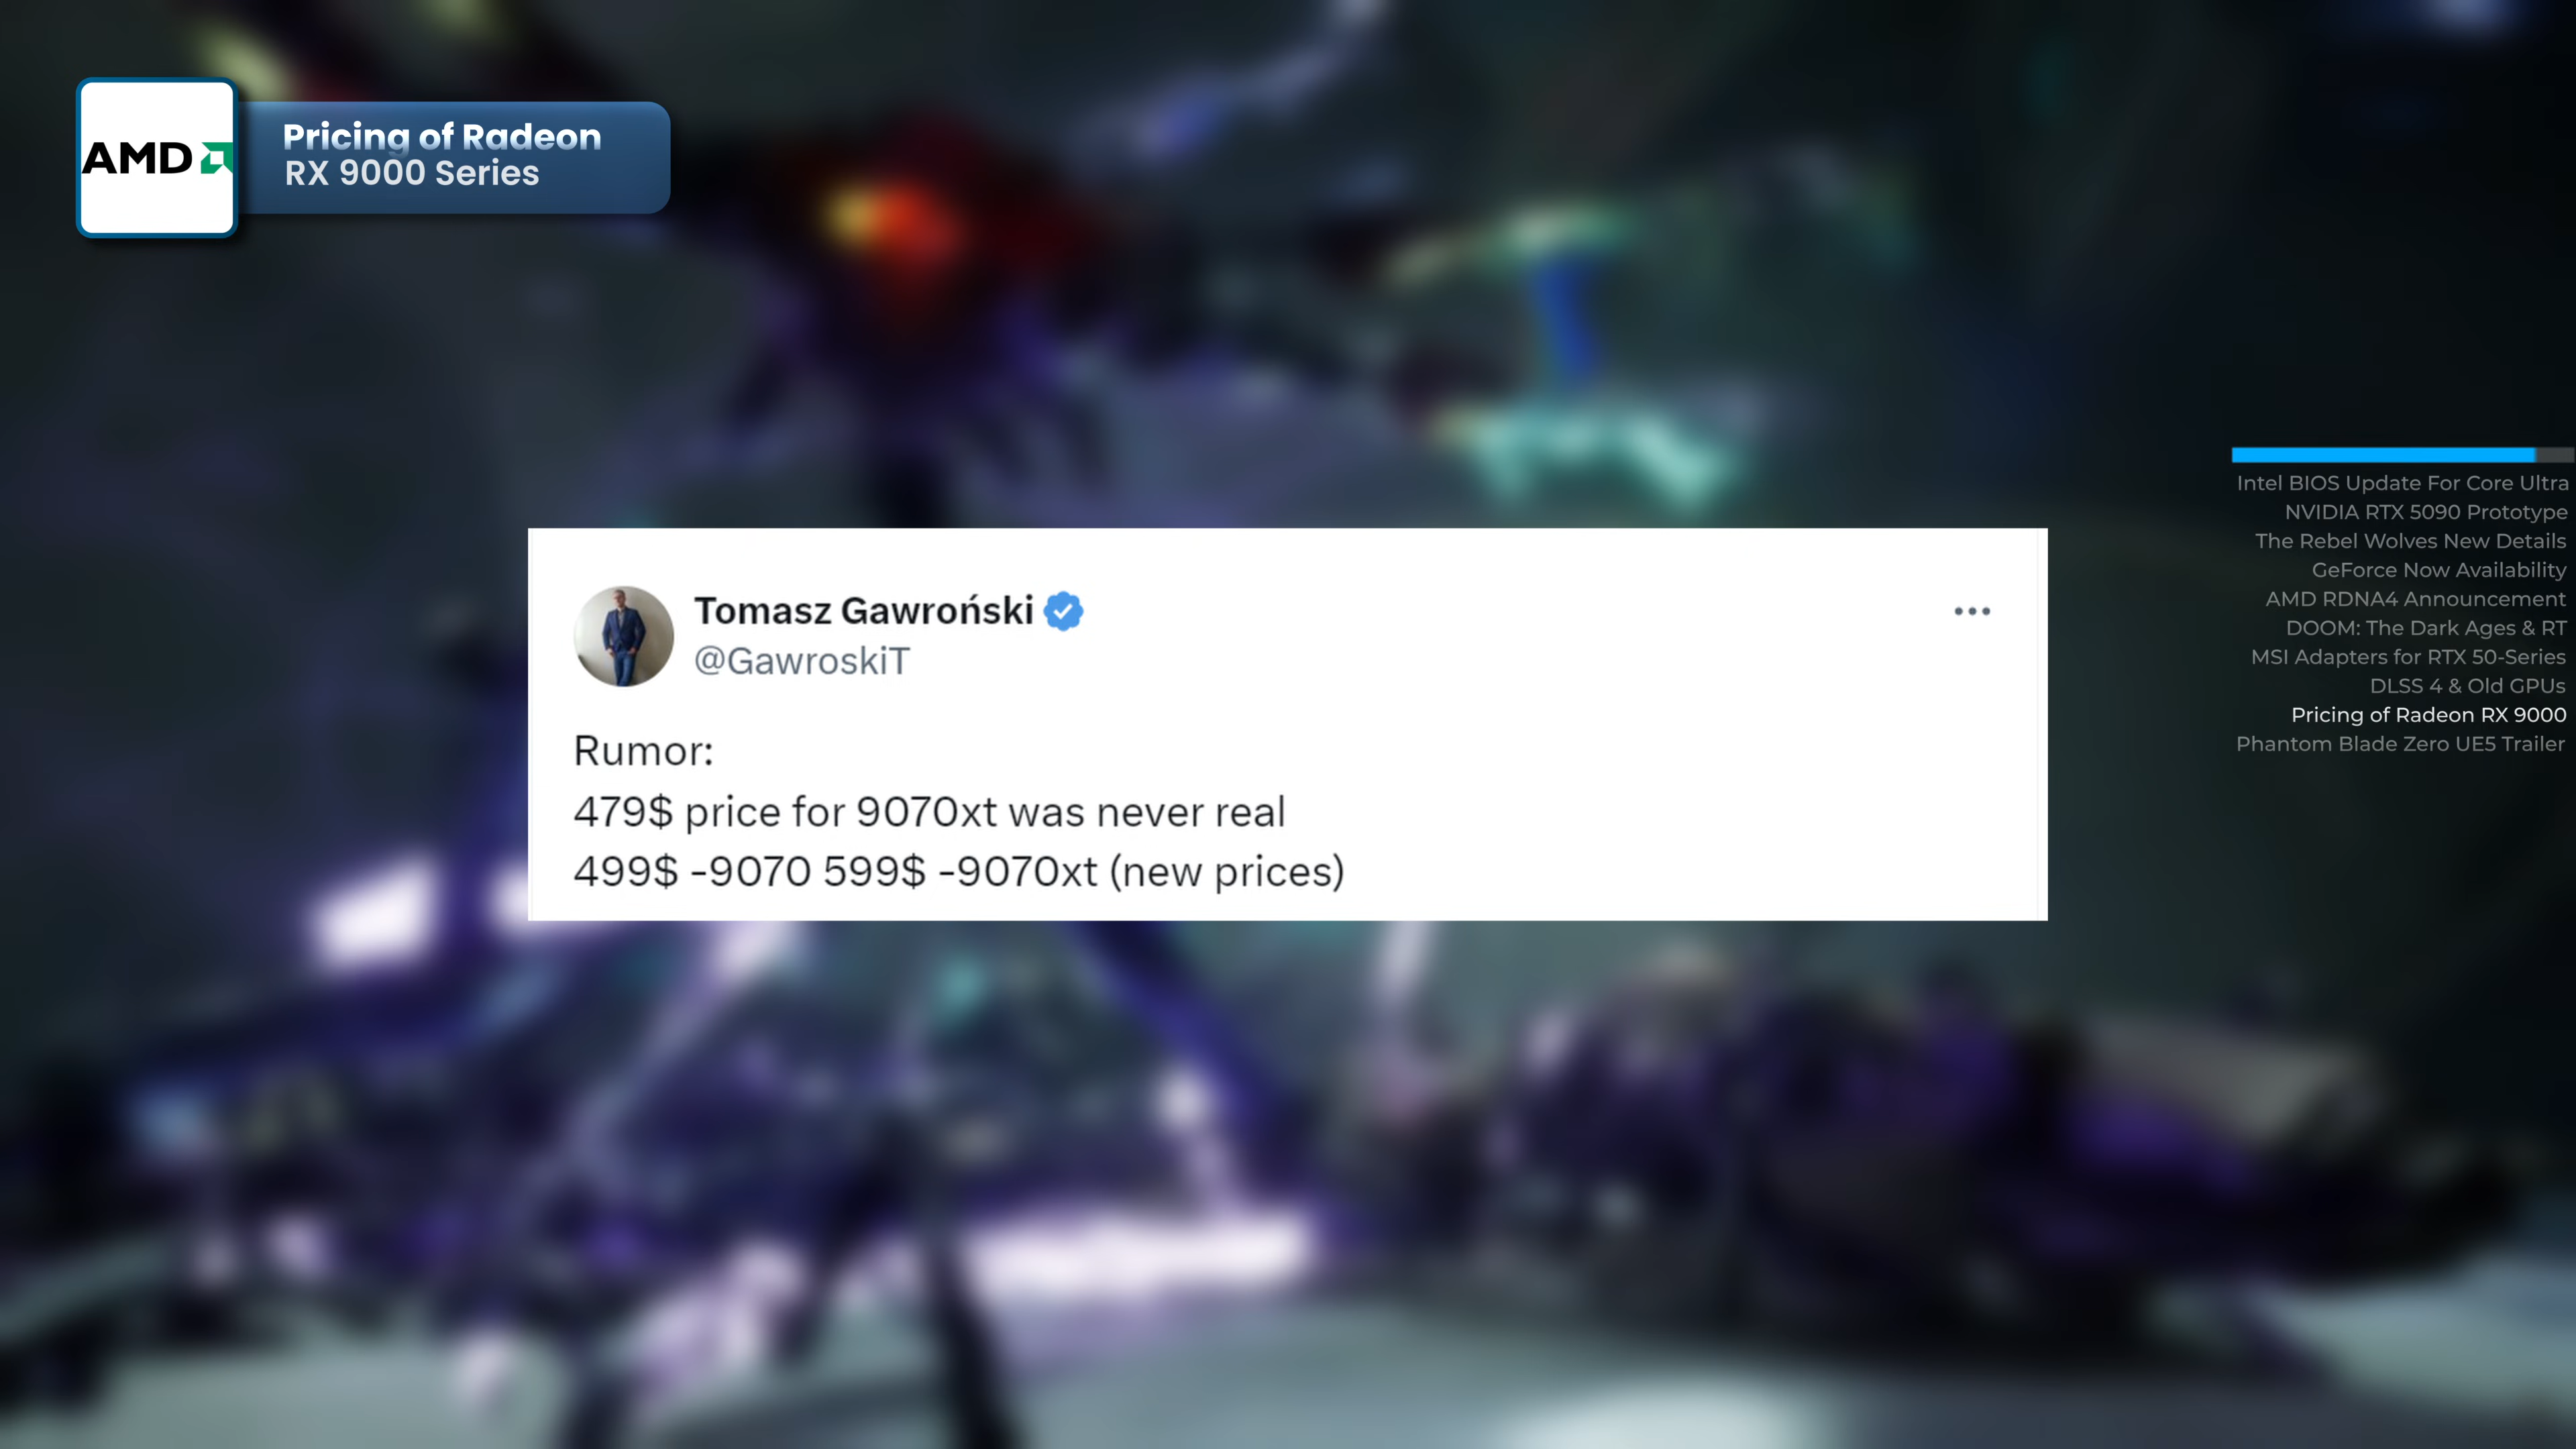 AMD
Pricing of Radeon
RX 9000 Series
Intel BIOS Update For Core Ultra
NVIDIA RTX 5090 Prototype
The Rebel Wolves New Details
GeForce Now Availability
AMD RDNA4 Announcement
DOOM: The Dark Ages & RT
MSI Adapters for RTX 50-Series
DLSS 4 & Old GPUs
Pricing of Radeon RX 9000
Phantom Blade Zero UE5 Trailer
Tomasz Gawroński
@GawroskiT
Rumor:
479$ price for 9070xt was never real
499$ -9070 599$ -9070xt (new prices)